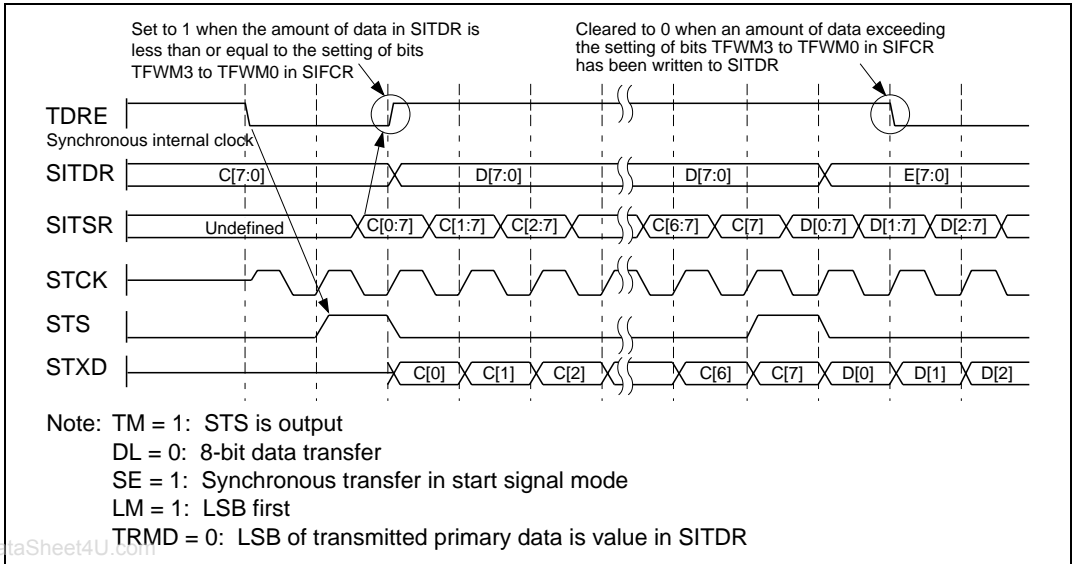 Set to 1 when the amount of data in SITDR is
less than or equal to the setting of bits
TFWM3 to TFWM0 in SIFCR
Cleared to 0 when an amount of data exceeding
the setting of bits TFWM3 to TFWM0 in SIFCR
has been written to SITDR
TDRE
Synchronous internal clock
SITDR C[7:0] D[7:0] D[7:0] E[7:0]
SITSR Undefined C[0:7] C[1:7] C[2:7] C[6:7] C[7] D[0:7] D[1:7] D[2:7]
STCK
STS
STXD C[0] C[1] C[2] C[6] C[7] D[0] D[1] D[2]
Note: TM = 1: STS is output
DL = 0: 8-bit data transfer
SE = 1: Synchronous transfer in start signal mode
LM = 1: LSB first
TRMD = 0: LSB of transmitted primary data is value in SITDR
taSheet4U.com